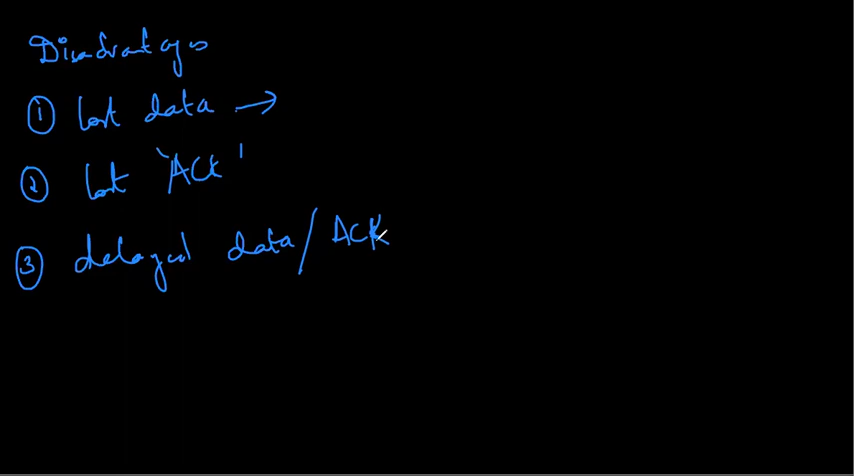 Disadvantages
① lost data →
② lost 'ACK'
③ delayed data/ACK